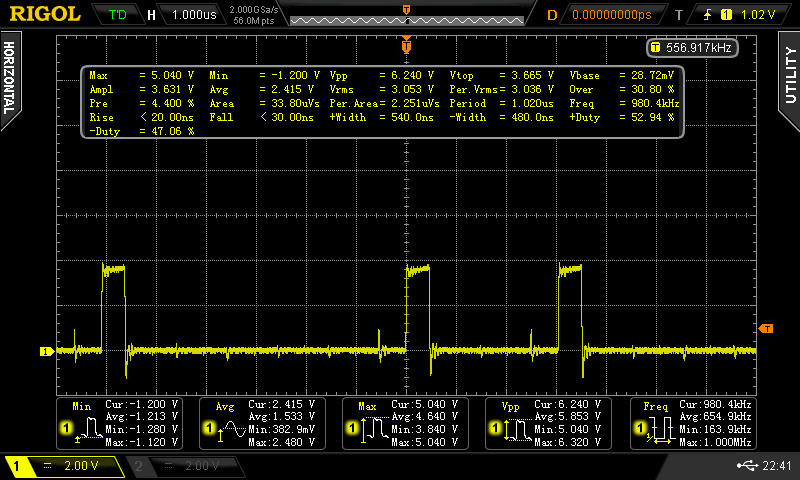 RIGOL T'D H 1.000us 2.000GSa/s 56.0M pts T D 0.00000000ps T 1 1.02 V
HORIZONTAL
UTILITY
T
T 556.917kHz
Max = 5.040 V Min = -1.200 V Vpp = 6.240 V Vtop = 3.665 V Vbase = 28.72mV
Ampl = 3.631 V Avg = 2.415 V Vrms = 3.053 V Per.Vrms= 3.036 V Over = 30.80 %
Pre = 4.400 % Area = 33.80uVs Per.Area= 2.251uVs Period = 1.020us Freq = 980.4kHz
Rise < 20.00ns Fall < 30.00ns +Width = 540.0ns -Width = 480.0ns +Duty = 52.94 %
-Duty = 47.06 %
T
1
Min Cur:-1.200 V
Avg:-1.213 V
1 Min:-1.280 V
Max:-1.120 V
Avg Cur:2.415 V
Avg:1.533 V
1 Min:382.9mV
Max:2.480 V
Max Cur:5.040 V
Avg:4.640 V
1 Min:3.840 V
Max:5.040 V
Vpp Cur:6.240 V
Avg:5.853 V
1 Min:5.040 V
Max:6.320 V
Freq Cur:980.4kHz
Avg:654.9kHz
1 Min:163.9kHz
Max:1.000MHz
1 2.00 V 2 2.00 V 22:41